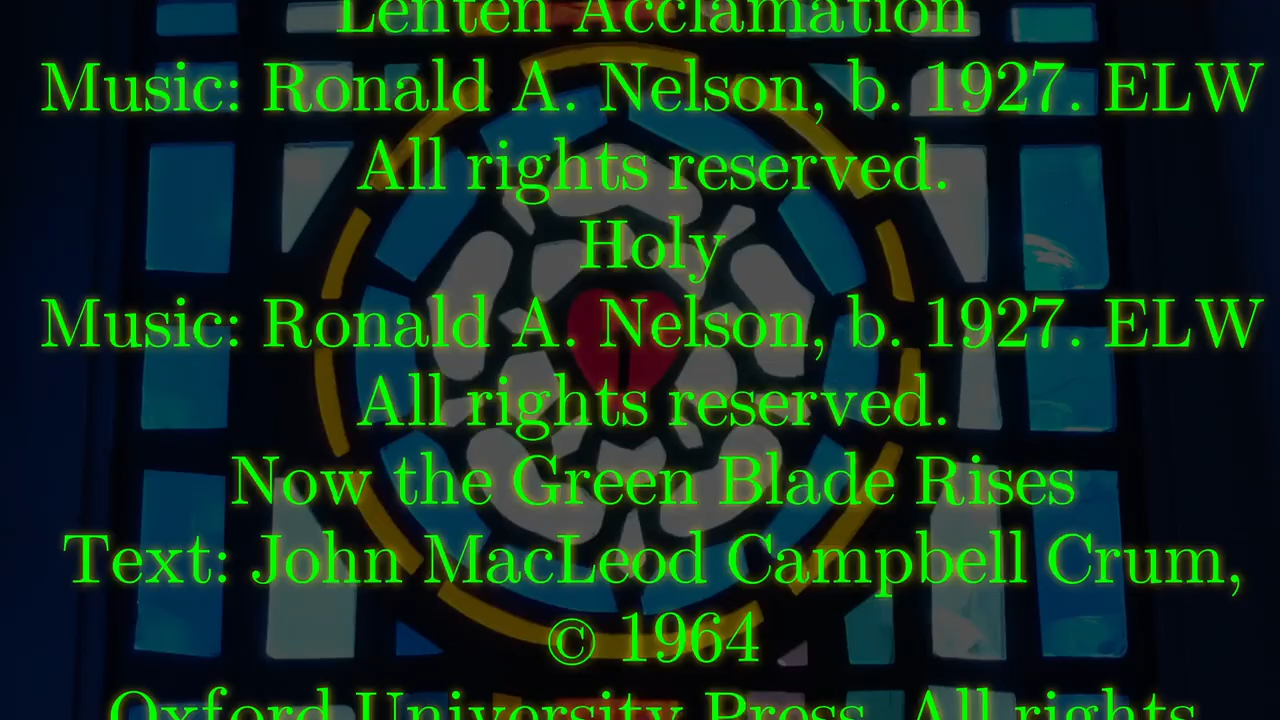 Lenten Acclamation
Music: Ronald A. Nelson, b. 1927. ELW
All rights reserved.
Holy
Music: Ronald A. Nelson, b. 1927. ELW
All rights reserved.
Now the Green Blade Rises
Text: John MacLeod Campbell Crum,
© 1964
Oxford University Press. All rights